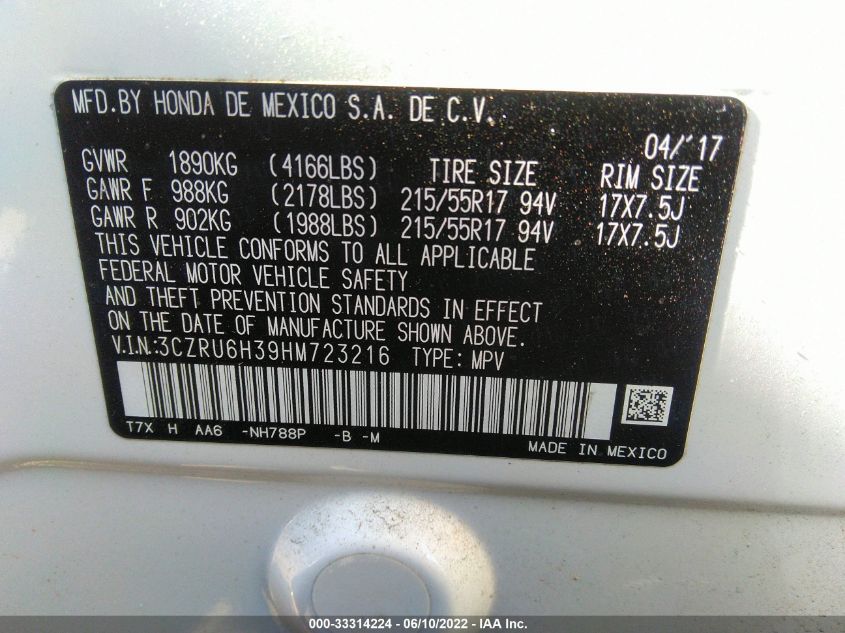 MFD.BY HONDA DE MEXICO S.A. DE C.V.
04/'17
GVWR 1890KG (4166LBS) TIRE SIZE RIM SIZE
GAWR F 988KG (2178LBS) 215/55R17 94V 17X7.5J
GAWR R 902KG (1988LBS) 215/55R17 94V 17X7.5J
THIS VEHICLE CONFORMS TO ALL APPLICABLE
FEDERAL MOTOR VEHICLE SAFETY
AND THEFT PREVENTION STANDARDS IN EFFECT
ON THE DATE OF MANUFACTURE SHOWN ABOVE.
V.I.N.:3CZRU6H39HM723216 TYPE: MPV
T7X H AA6 -NH788P -B -M
MADE IN MEXICO
000-33314224 - 06/10/2022 - IAAI.COM